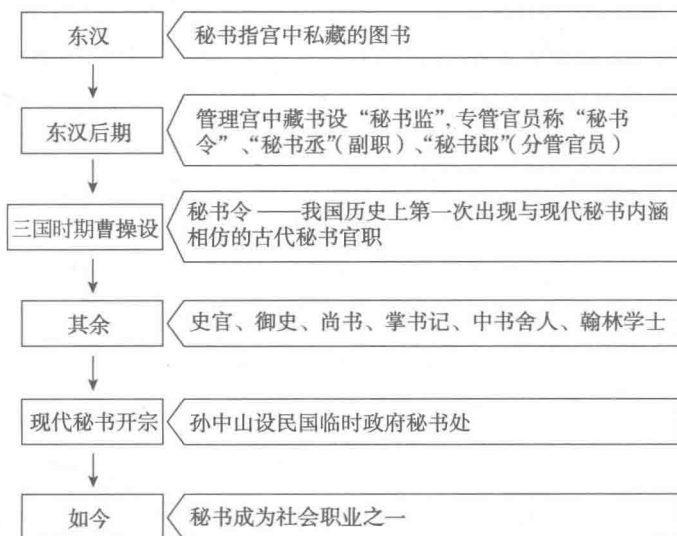 东汉
秘书指宫中私藏的图书
东汉后期
管理宫中藏书设“秘书监”，专管官员称“秘书
令”、“秘书丞”(副职)、“秘书郎”(分管官员)
三国时期曹操设
秘书令——我国历史上第一次出现与现代秘书内涵
相仿的古代秘书官职
其余
史官、御史、尚书、掌书记、中书舍人、翰林学士
现代秘书开宗
孙中山设民国临时政府秘书处
如今
秘书成为社会职业之一